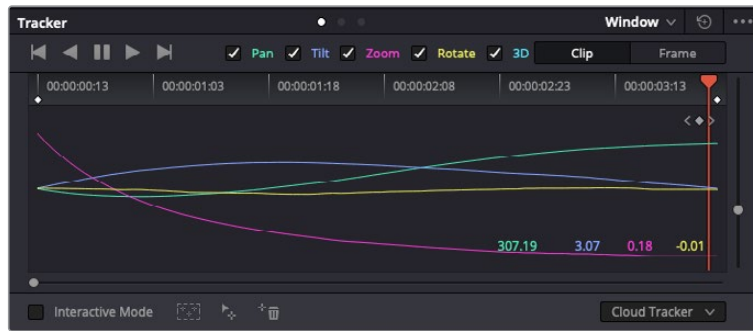 Tracker Window
Pan Tilt Zoom Rotate 3D Clip Frame
00:00:00:13 00:00:01:03 00:00:01:18 00:00:02:08 00:00:02:23 00:00:03:13
307.19 3.07 0.18 -0.01
Interactive Mode Cloud Tracker